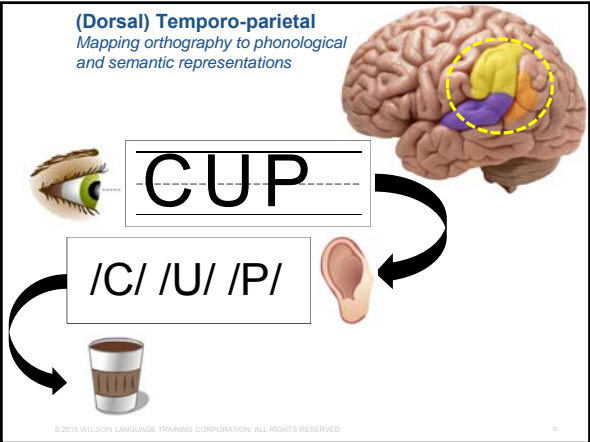 (Dorsal) Temporo-parietal
Mapping orthography to phonological
and semantic representations
CUP
/C/ /U/ /P/
© 2015 WILSON LANGUAGE TRAINING CORPORATION. ALL RIGHTS RESERVED.
6